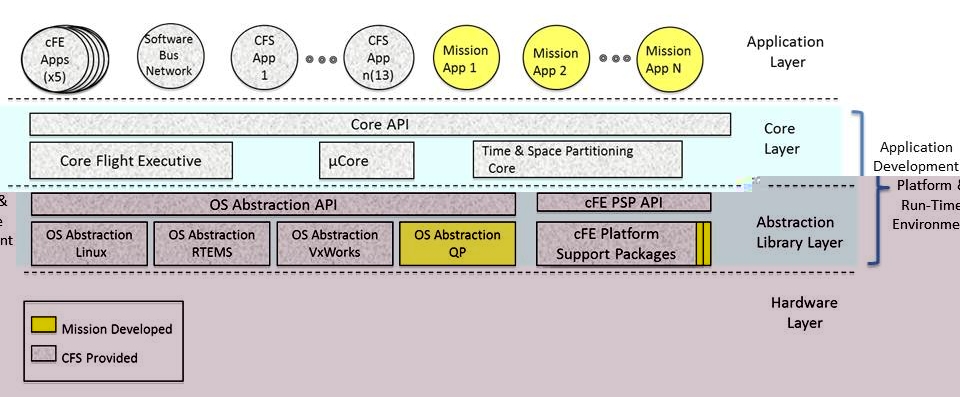 cFE
Apps
(x5)
Software
Bus
Network
CFS
App
1
CFS
App
n(13)
Mission
App 1
Mission
App 2
Mission
App N
Application
Layer
Core API
Core
Layer
Core Flight Executive
µCore
Time & Space Partitioning
Core
Application
Development
Platform &
Run-Time
Environme
&
e
nt
OS Abstraction API
cFE PSP API
Abstraction
Library Layer
OS Abstraction
Linux
OS Abstraction
RTEMS
OS Abstraction
VxWorks
OS Abstraction
QP
cFE Platform
Support Packages
Hardware
Layer
Mission Developed
CFS Provided